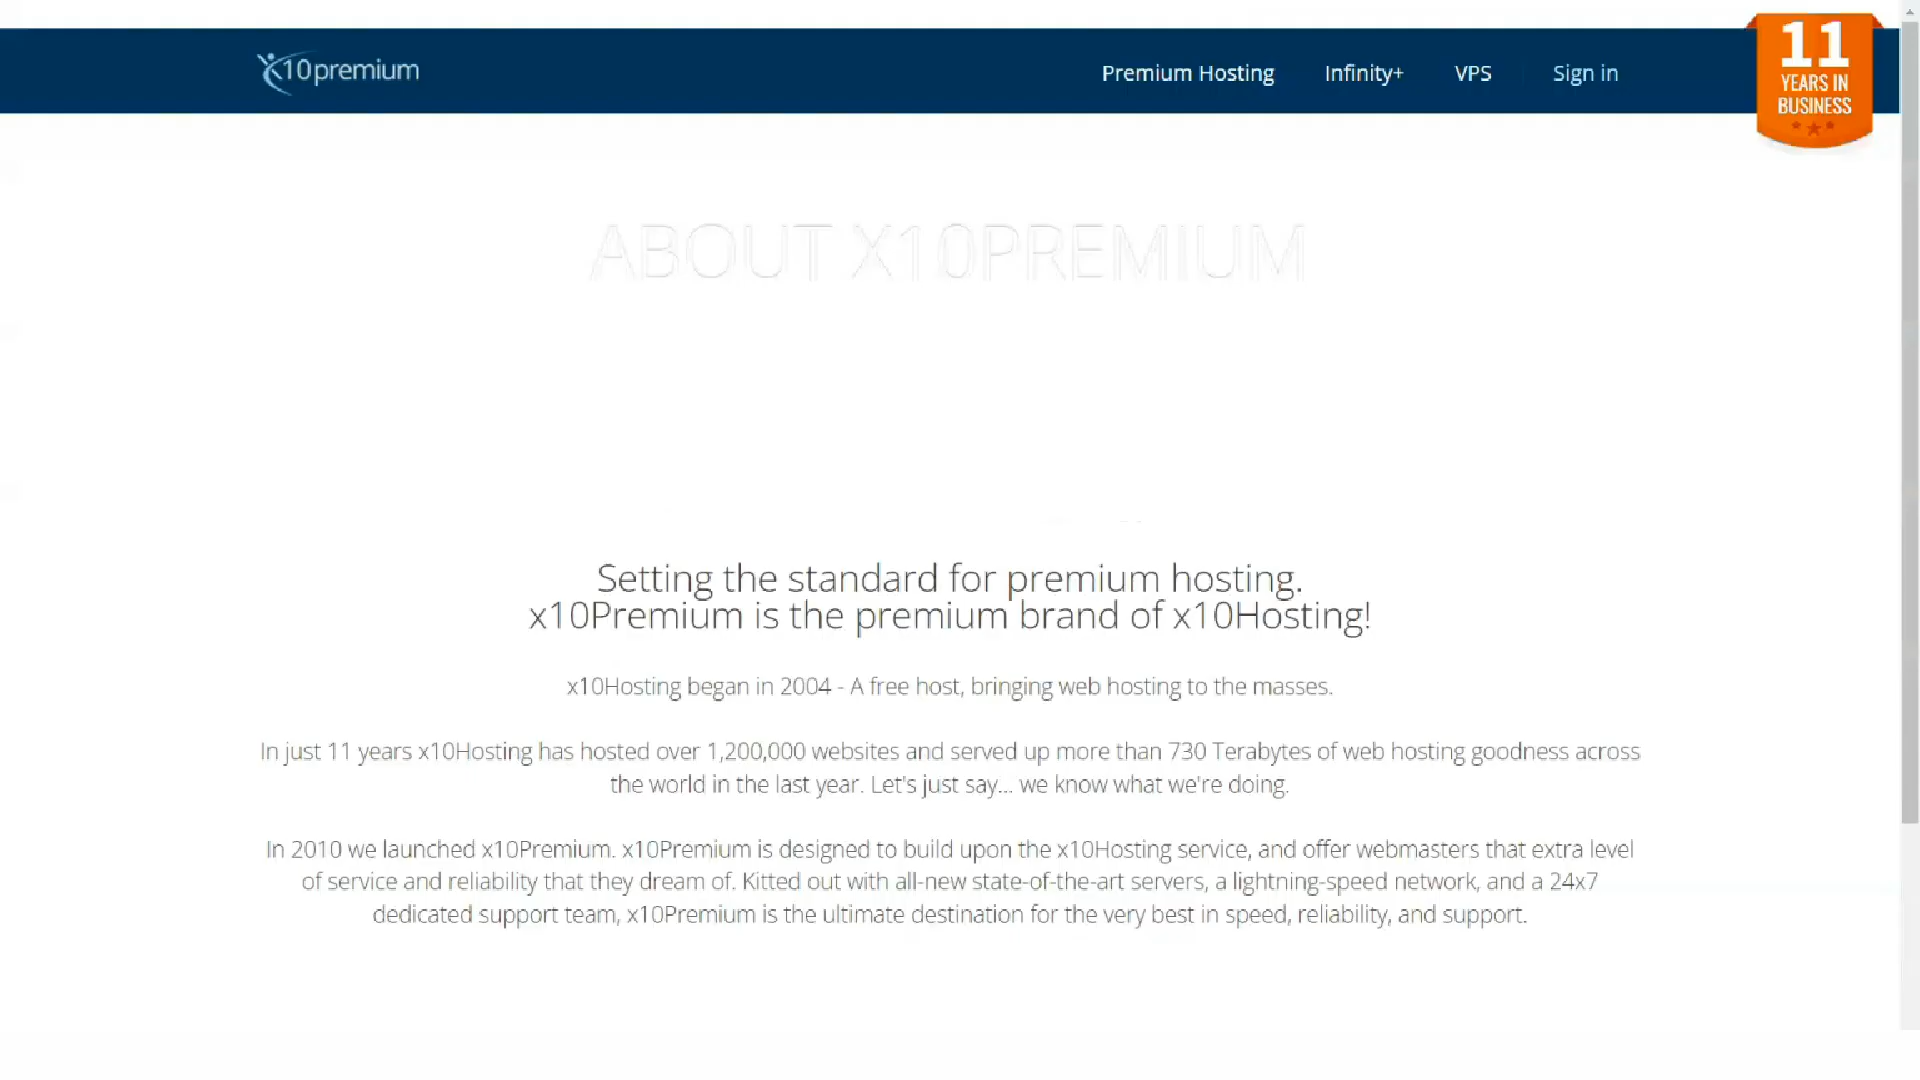 x10premium
Premium Hosting
Infinity+
VPS
Sign in
11
YEARS IN
BUSINESS
ABOUT X10PREMIUM
Setting the standard for premium hosting.
x10Premium is the premium brand of x10Hosting!
x10Hosting began in 2004 - A free host, bringing web hosting to the masses.
In just 11 years x10Hosting has hosted over 1,200,000 websites and served up more than 730 Terabytes of web hosting goodness across
the world in the last year. Let's just say... we know what we're doing.
In 2010 we launched x10Premium. x10Premium is designed to build upon the x10Hosting service, and offer webmasters that extra level
of service and reliability that they dream of. Kitted out with all-new state-of-the-art servers, a lightning-speed network, and a 24x7
dedicated support team, x10Premium is the ultimate destination for the very best in speed, reliability, and support.